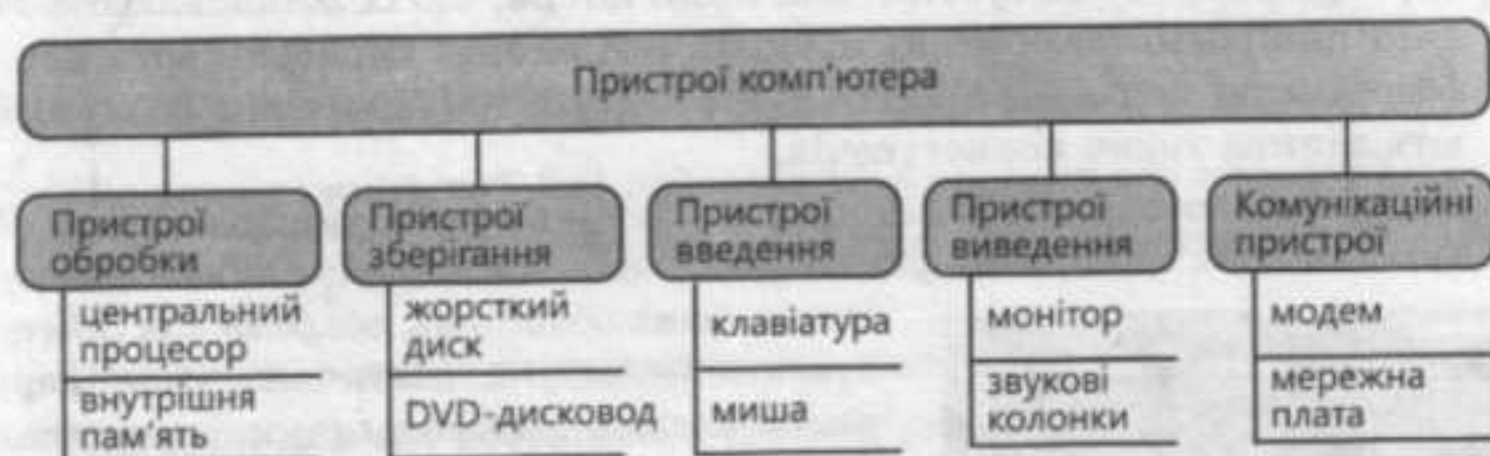 Пристрої комп'ютера
Пристрої
обробки
центральний
процесор
внутрішня
пам'ять
Пристрої
зберігання
жорсткий
диск
DVD-дисковод
Пристрої
введення
клавіатура
миша
Пристрої
виведення
монітор
звукові
колонки
Комунікаційні
пристрої
модем
мережна
плата